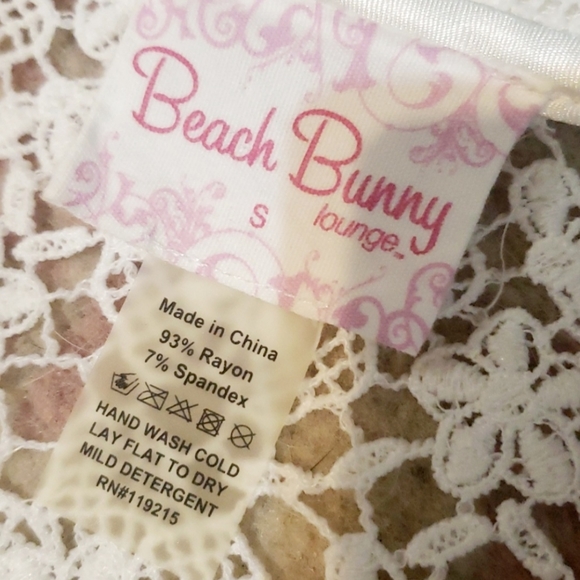 Beach Bunny
S lounge™
Made in China
93% Rayon
7% Spandex
HAND WASH COLD
LAY FLAT TO DRY
MILD DETERGENT
RN#119215